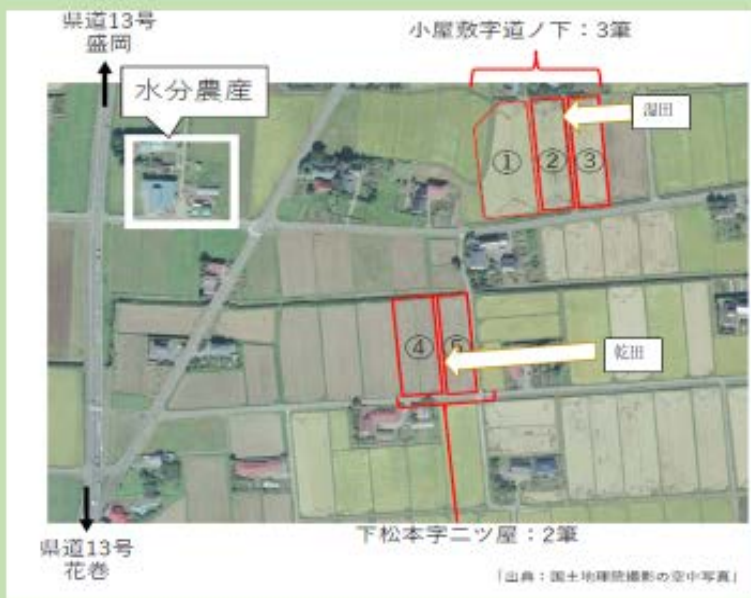 県道13号
盛岡
小屋敷字道ノ下：3筆
水分農産
湿田
①
②
③
④
⑤
乾田
下松本字二ツ屋：2筆
県道13号
花巻
「出典：国土地理院撮影の空中写真」